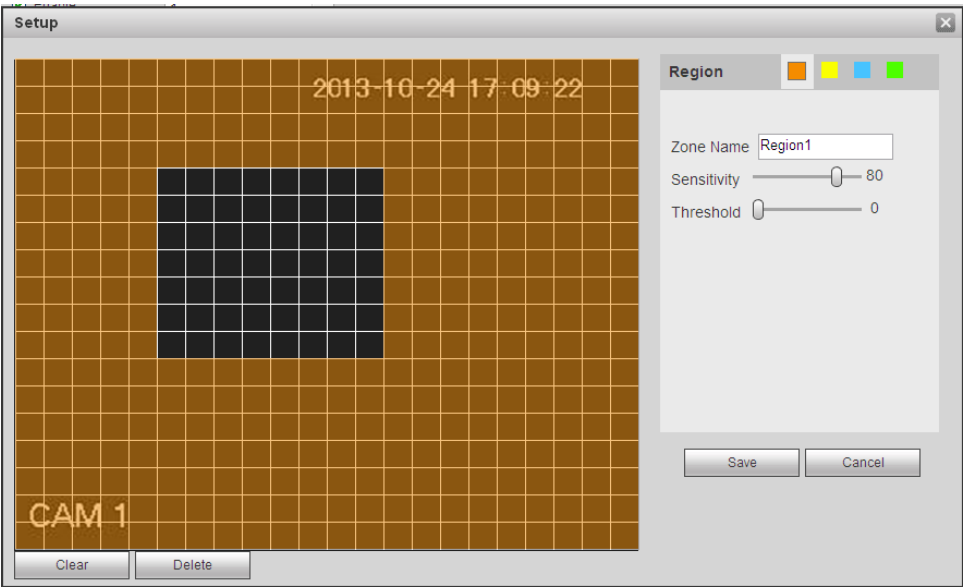 Setup
2013-10-24 17:09:22
Region
Zone Name Region1
Sensitivity 80
Threshold 0
Save Cancel
CAM 1
Clear Delete